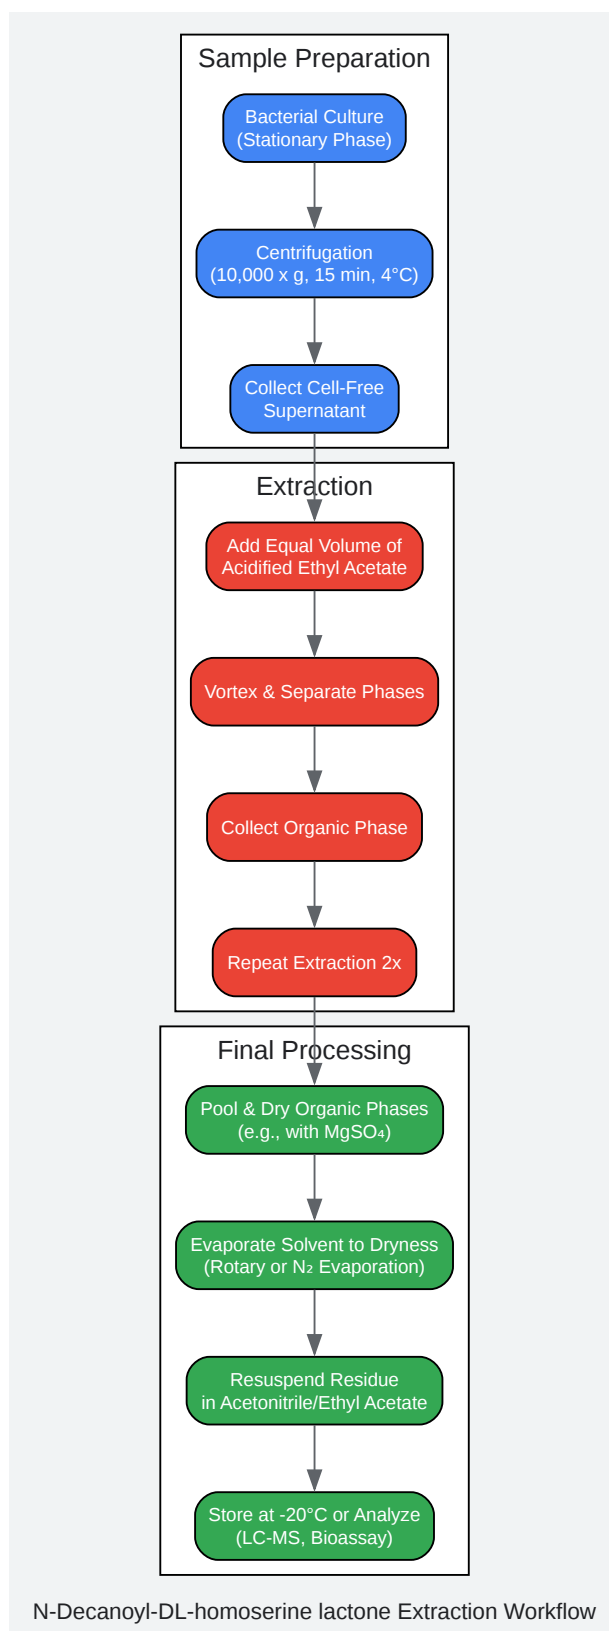 Sample Preparation
Bacterial Culture
(Stationary Phase)
Centrifugation
(10,000 x g, 15 min, 4°C)
Collect Cell-Free
Supernatant
Extraction
Add Equal Volume of
Acidified Ethyl Acetate
Vortex & Separate Phases
Collect Organic Phase
Repeat Extraction 2x
Final Processing
Pool & Dry Organic Phases
(e.g., with MgSO₄)
Evaporate Solvent to Dryness
(Rotary or N₂ Evaporation)
Resuspend Residue
in Acetonitrile/Ethyl Acetate
Store at -20°C or Analyze
(LC-MS, Bioassay)
N-Decanoyl-DL-homoserine lactone Extraction Workflow